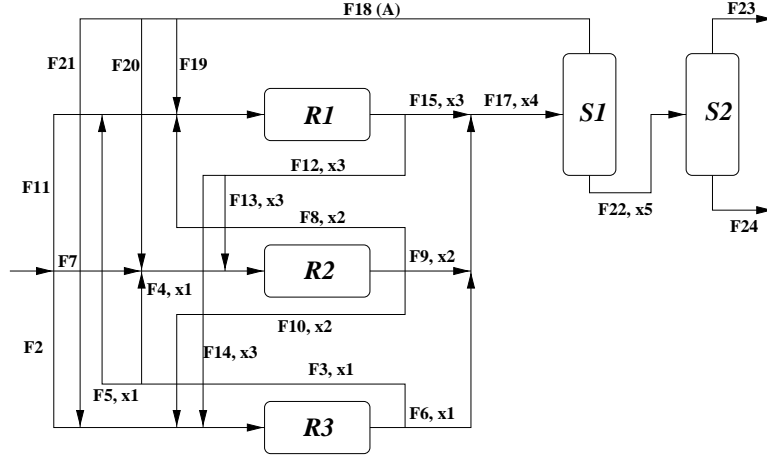 F18 (A)
F23
F21
F20
F19
R1
F15, x3
F17, x4
S1
S2
F12, x3
F11
F13, x3
F22, x5
F24
F8, x2
F7
F4, x1
R2
F9, x2
F10, x2
F2
F14, x3
F3, x1
F5, x1
F6, x1
R3